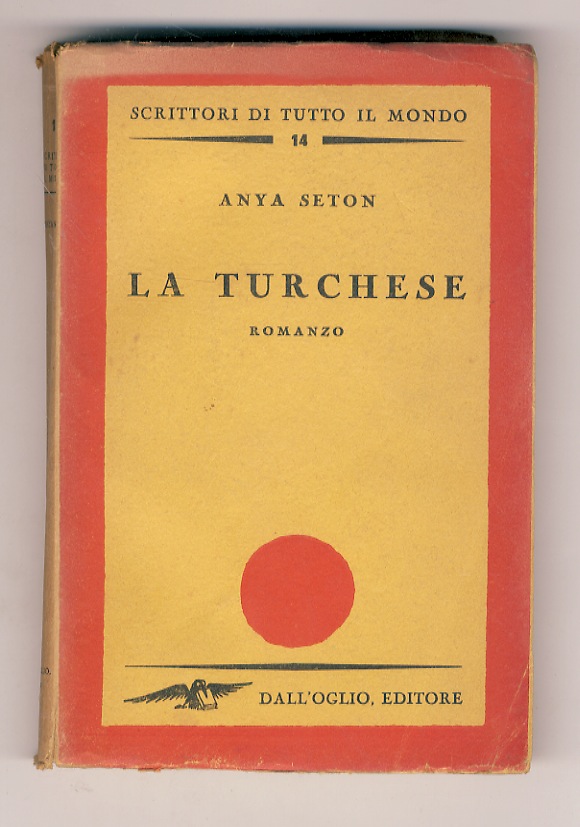 SCRITTORI DI TUTTO IL MONDO
14
ANYA SETON
LA TURCHESE
ROMANZO
DALL'OGLIO, EDITORE